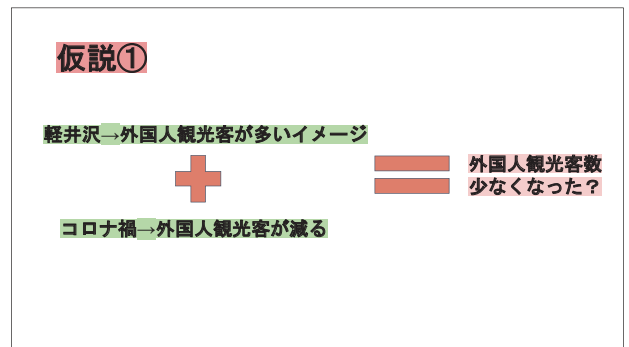 仮説①
軽井沢→外国人観光客が多いイメージ
外国人観光客数
少なくなった？
コロナ禍→外国人観光客が減る